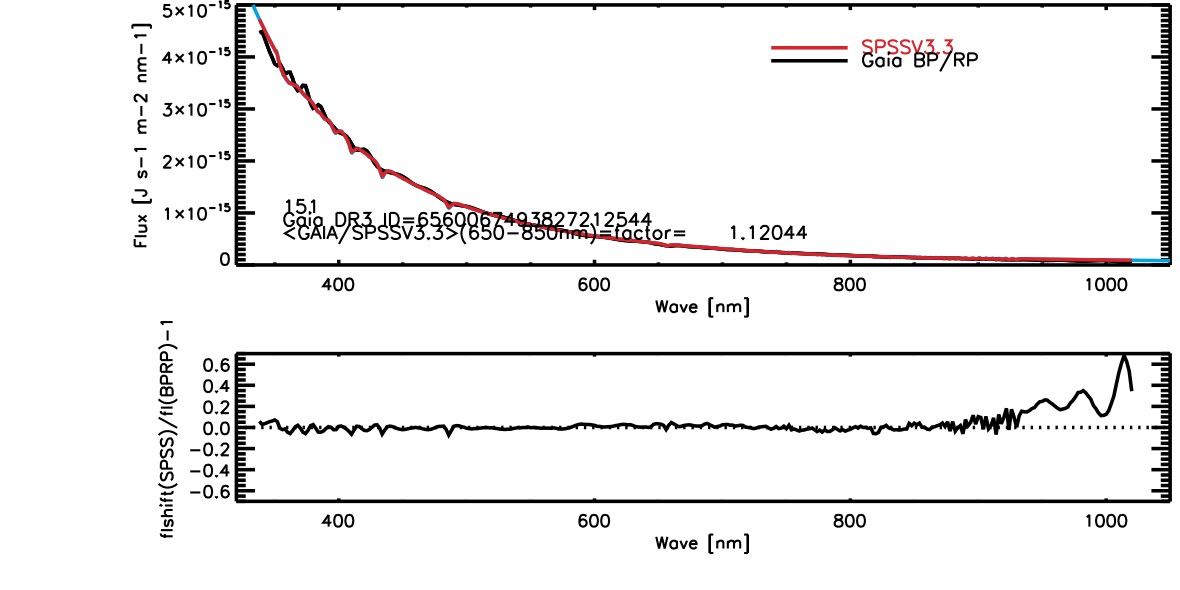 5×10⁻¹⁵
4×10⁻¹⁵
3×10⁻¹⁵
2×10⁻¹⁵
1×10⁻¹⁵
0
Flux [J s−1 m−2 nm−1]
SPSSV3.3
Gaia BP/RP
151
Gaia DR3 ID=6560067493827212544
<GAIA/SPSSV3.3>(650−850nm)=factor= 1.12044
400 600 800 1000
Wave [nm]
0.6
0.4
0.2
0.0
−0.2
−0.4
−0.6
flshift(SPSS)/fl(BPRP)−1
400 600 800 1000
Wave [nm]